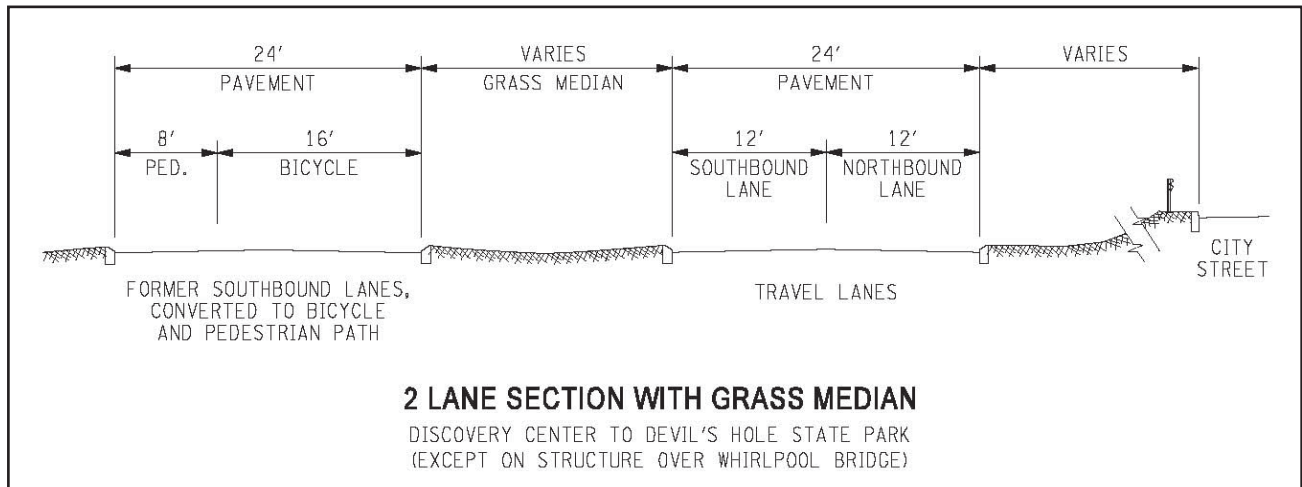 24' VARIES 24' VARIES
PAVEMENT GRASS MEDIAN PAVEMENT
8' 16' 12' 12'
PED. BICYCLE SOUTHBOUND LANE NORTHBOUND LANE
CITY STREET
FORMER SOUTHBOUND LANES,
CONVERTED TO BICYCLE
AND PEDESTRIAN PATH
TRAVEL LANES
2 LANE SECTION WITH GRASS MEDIAN
DISCOVERY CENTER TO DEVIL'S HOLE STATE PARK
(EXCEPT ON STRUCTURE OVER WHIRLPOOL BRIDGE)